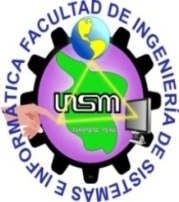 FACULTAD DE INGENIERÍA DE SISTEMAS E INFORMÁTICA
UNSM